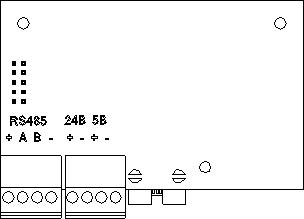 RS485 24В 5В
+ A B - + - + -